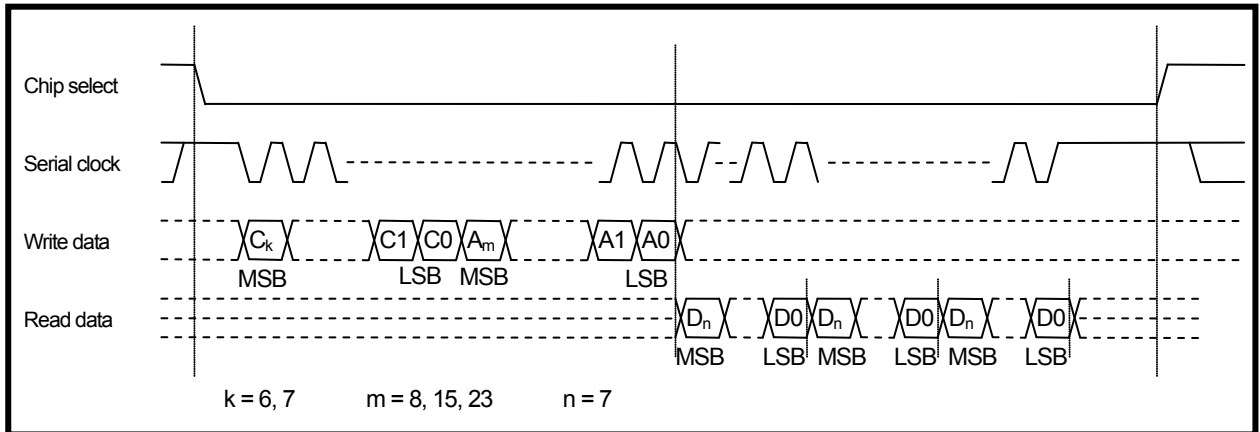 Chip select
Serial clock
Write data
Ck C1 C0 Am A1 A0
MSB LSB MSB LSB
Read data
Dn D0 Dn D0 Dn D0
MSB LSB MSB LSB MSB LSB
k = 6, 7 m = 8, 15, 23 n = 7